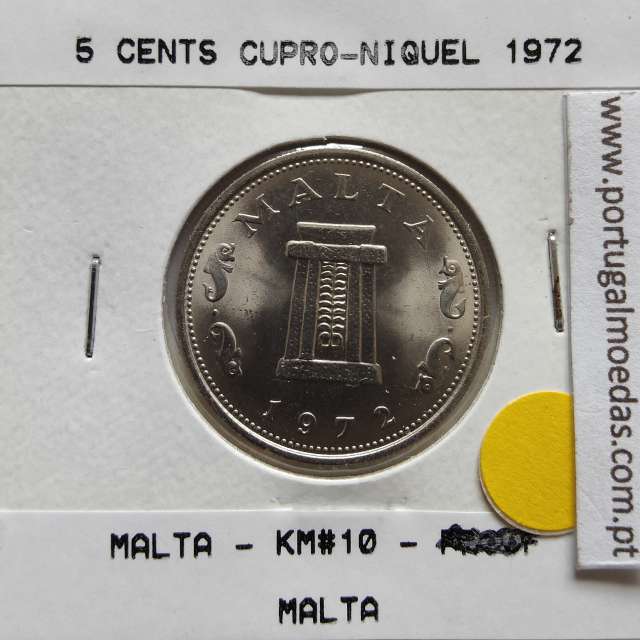 5 CENTS CUPRO-NIQUEL 1972
MALTA
1972
www.portugalmoedas.com.pt
MALTA - KM#10 -
MALTA